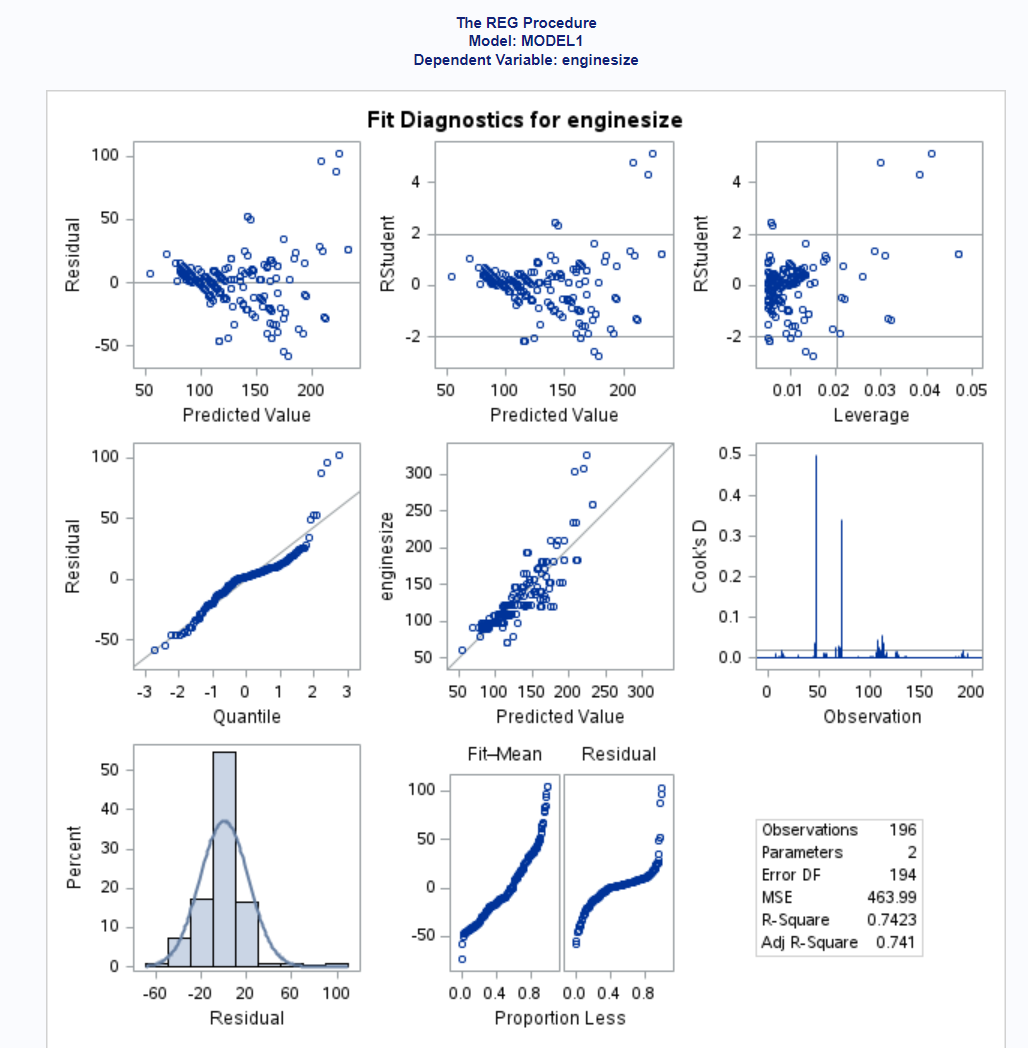 The REG Procedure
Model: MODEL1
Dependent Variable: enginesize
Fit Diagnostics for enginesize
Residual
100
50
0
-50
50 100 150 200
Predicted Value
RStudent
4
2
0
-2
50 100 150 200
Predicted Value
RStudent
4
2
0
-2
0.01 0.02 0.03 0.04 0.05
Leverage
Residual
100
50
0
-50
-3 -2 -1 0 1 2 3
Quantile
enginesize
300
250
200
150
100
50
50 100 150 200 250 300
Predicted Value
Cook's D
0.5
0.4
0.3
0.2
0.1
0.0
0 50 100 150 200
Observation
Percent
50
40
30
20
10
0
-60 -20 20 60 100
Residual
Fit–Mean Residual
100
50
0
-50
0.0 0.4 0.8 0.0 0.4 0.8
Proportion Less
Observations 196
Parameters 2
Error DF 194
MSE 463.99
R-Square 0.7423
Adj R-Square 0.741